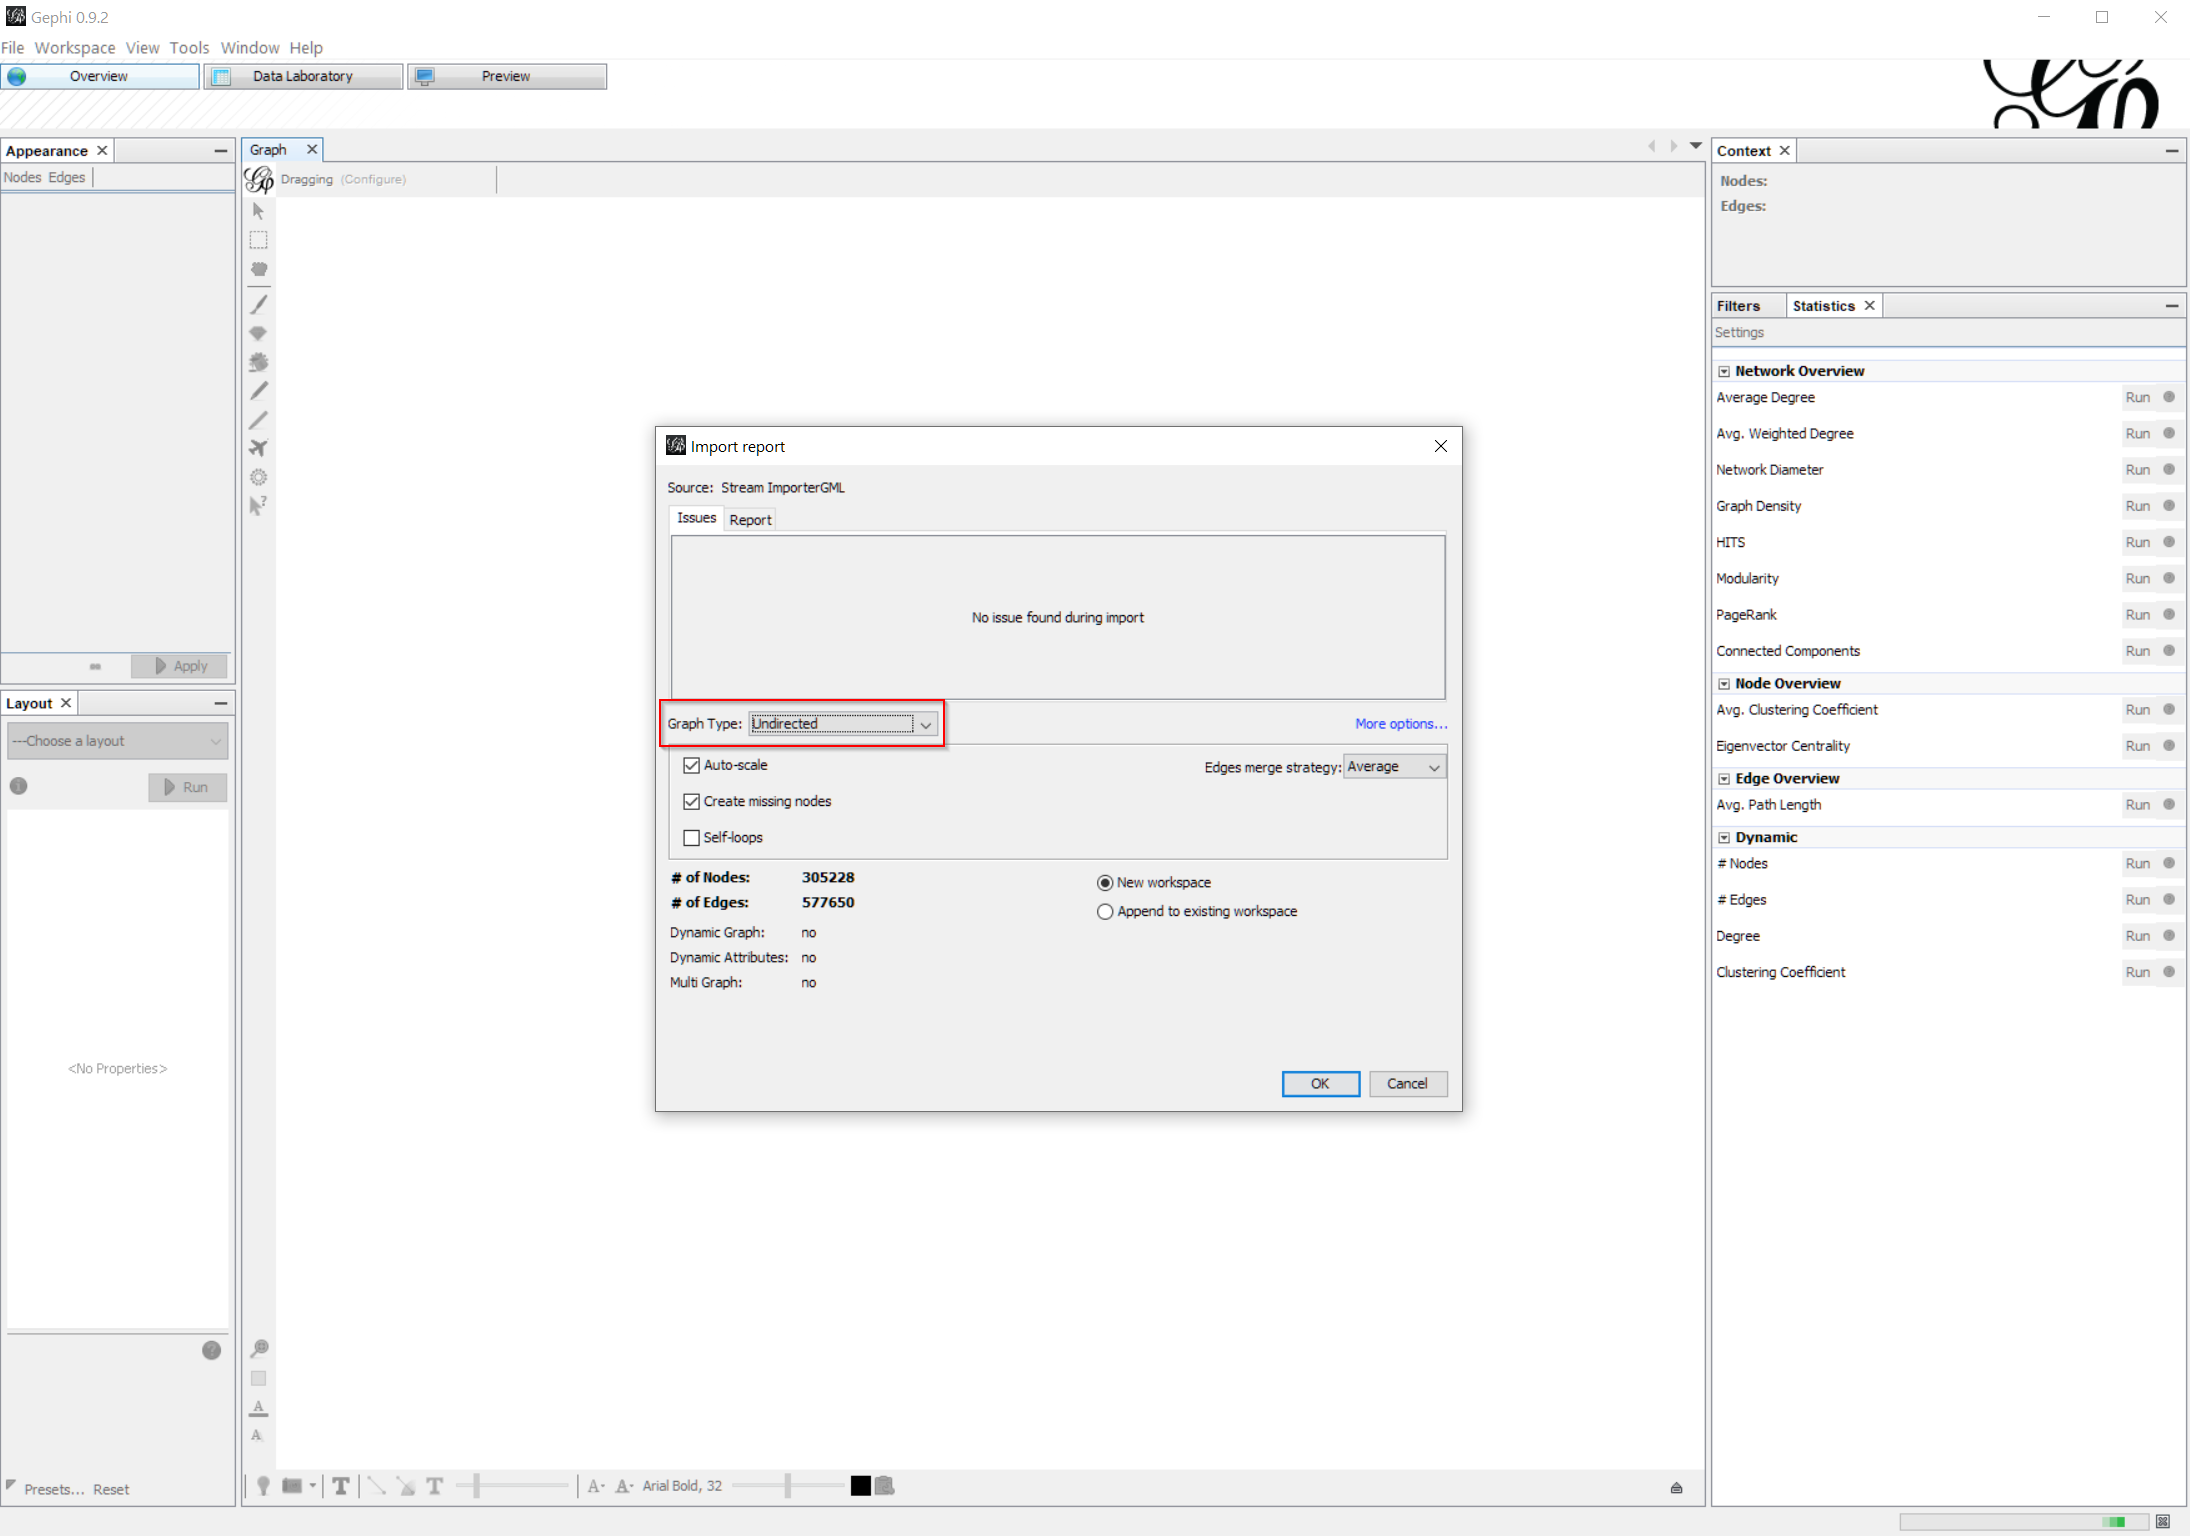 Gephi 0.9.2
File Workspace View Tools Window Help
Overview Data Laboratory Preview
Appearance
Nodes Edges
Apply
Layout
---Choose a layout
Run
<No Properties>
Presets... Reset
Graph
Dragging (Configure)
Import report
Source: Stream ImporterGML
Issues Report
No issue found during import
Graph Type: Undirected More options...
Auto-scale Edges merge strategy: Average
Create missing nodes
Self-loops
# of Nodes: 305228 New workspace
# of Edges: 577650 Append to existing workspace
Dynamic Graph: no
Dynamic Attributes: no
Multi Graph: no
OK Cancel
A- A- Arial Bold, 32
Context
Nodes:
Edges:
Filters Statistics
Settings
Network Overview
Average Degree Run
Avg. Weighted Degree Run
Network Diameter Run
Graph Density Run
HITS Run
Modularity Run
PageRank Run
Connected Components Run
Node Overview
Avg. Clustering Coefficient Run
Eigenvector Centrality Run
Edge Overview
Avg. Path Length Run
Dynamic
# Nodes Run
# Edges Run
Degree Run
Clustering Coefficient Run